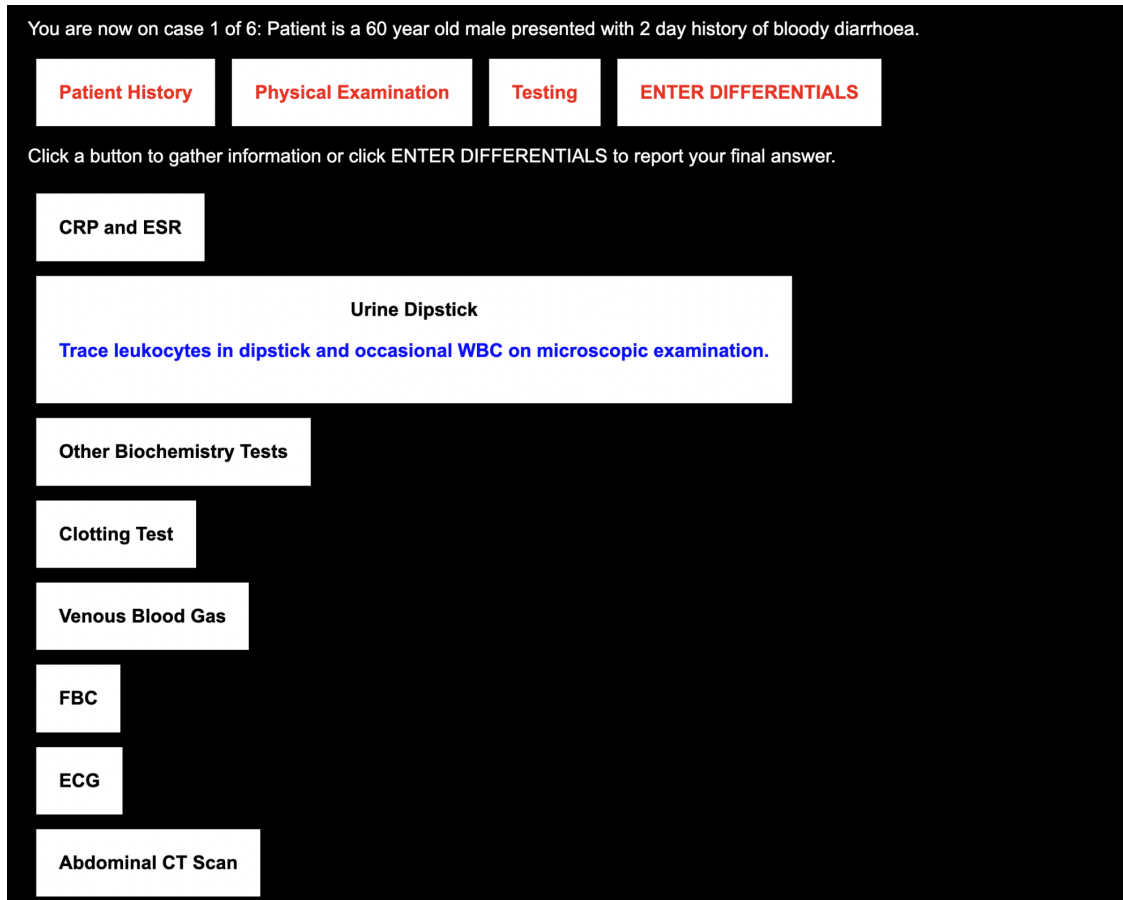 You are now on case 1 of 6: Patient is a 60 year old male presented with 2 day history of bloody diarrhoea.
Patient History
Physical Examination
Testing
ENTER DIFFERENTIALS
Click a button to gather information or click ENTER DIFFERENTIALS to report your final answer.
CRP and ESR
Urine Dipstick
Trace leukocytes in dipstick and occasional WBC on microscopic examination.
Other Biochemistry Tests
Clotting Test
Venous Blood Gas
FBC
ECG
Abdominal CT Scan